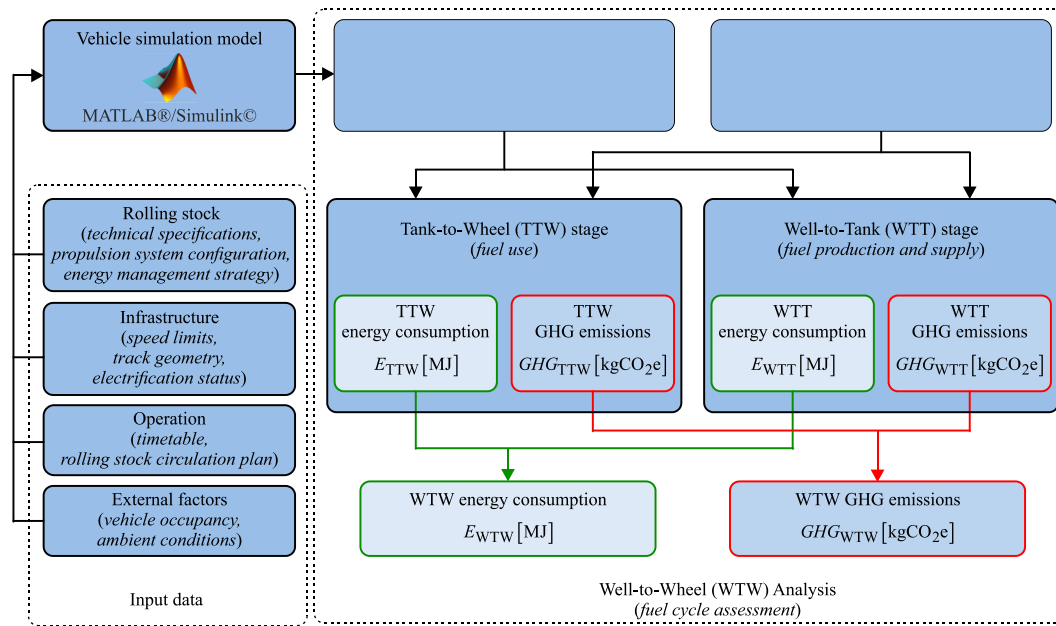 Vehicle simulation model
MATLAB®/Simulink©
Rolling stock
(technical specifications,
propulsion system configuration,
energy management strategy)
Infrastructure
(speed limits,
track geometry,
electrification status)
Operation
(timetable,
rolling stock circulation plan)
External factors
(vehicle occupancy,
ambient conditions)
Input data
Tank-to-Wheel (TTW) stage
(fuel use)
TTW
energy consumption
E_TTW [MJ]
TTW
GHG emissions
GHG_TTW [kgCO₂e]
Well-to-Tank (WTT) stage
(fuel production and supply)
WTT
energy consumption
E_WTT [MJ]
WTT
GHG emissions
GHG_WTT [kgCO₂e]
WTW energy consumption
E_WTW [MJ]
WTW GHG emissions
GHG_WTW [kgCO₂e]
Well-to-Wheel (WTW) Analysis
(fuel cycle assessment)